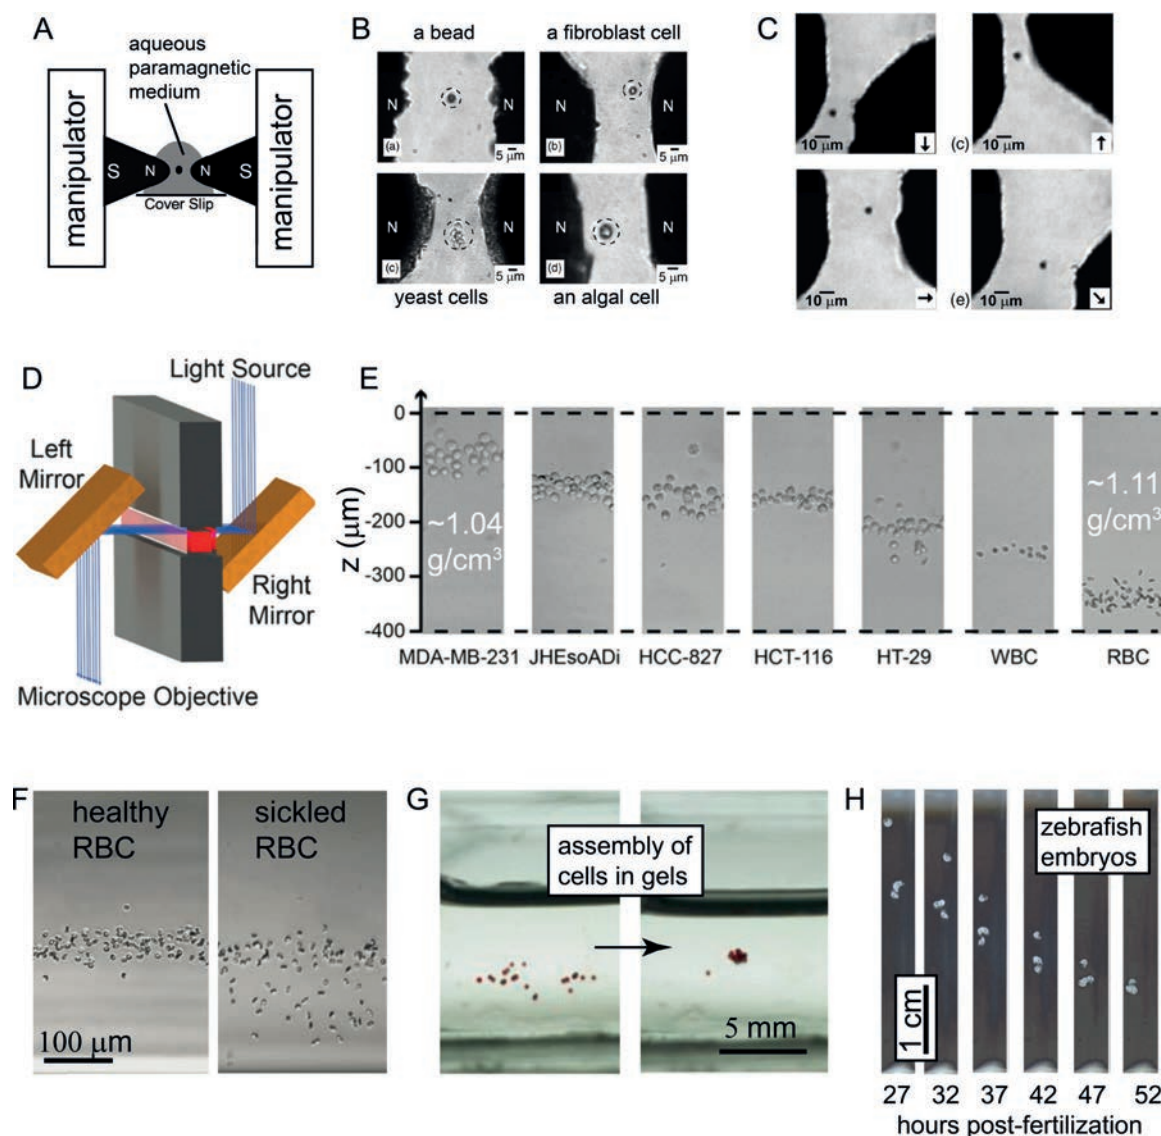 A
aqueous
paramagnetic
medium
manipulator
S
N
N
S
manipulator
Cover Slip
B
a bead
a fibroblast cell
N
N
(a)
5 μm
N
N
(b)
5 μm
N
N
(c)
5 μm
N
N
(d)
5 μm
yeast cells
an algal cell
C
10 μm
↓
(c)
10 μm
↑
10 μm
→
(e)
10 μm
↘
D
Light Source
Left
Mirror
Right
Mirror
Microscope Objective
E
z (μm)
0
-100
-200
-300
-400
~1.04
g/cm³
~1.11
g/cm³
MDA-MB-231
JHEsoADi
HCC-827
HCT-116
HT-29
WBC
RBC
F
healthy
RBC
sickled
RBC
100 μm
G
assembly of
cells in gels
5 mm
H
zebrafish
embryos
1 cm
27 32 37 42 47 52
hours post-fertilization